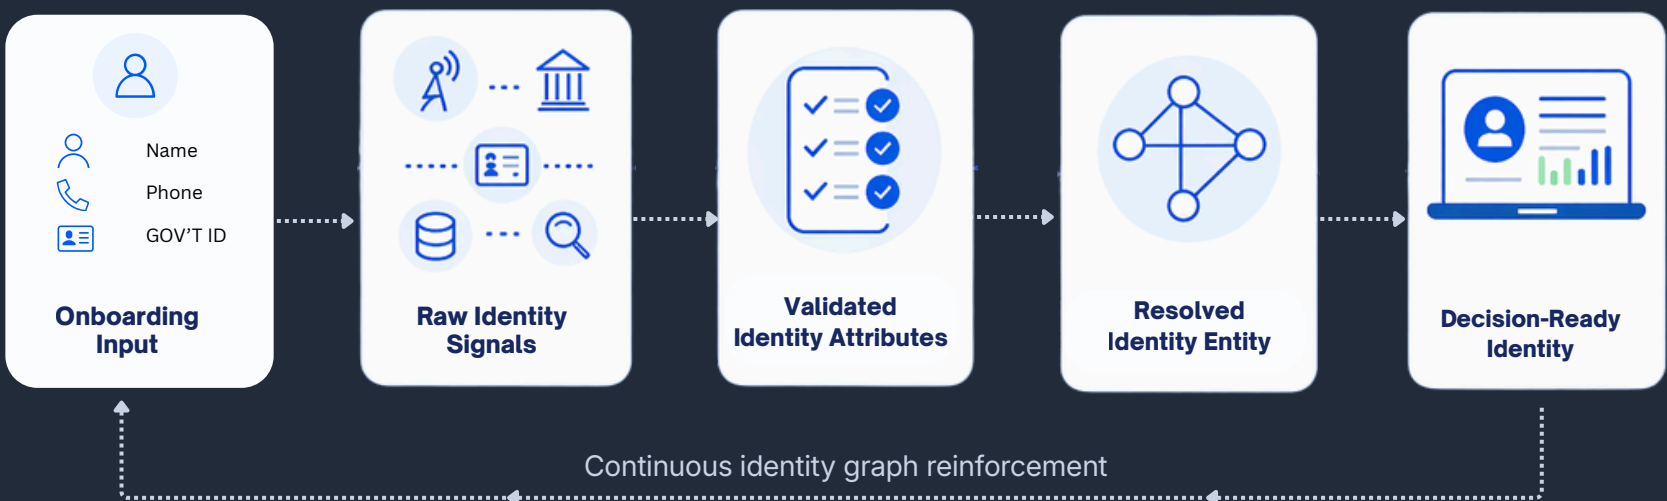 Name
Phone
GOV'T ID
Onboarding
Input
Raw Identity
Signals
Validated
Identity Attributes
Resolved
Identity Entity
Decision-Ready
Identity
Continuous identity graph reinforcement